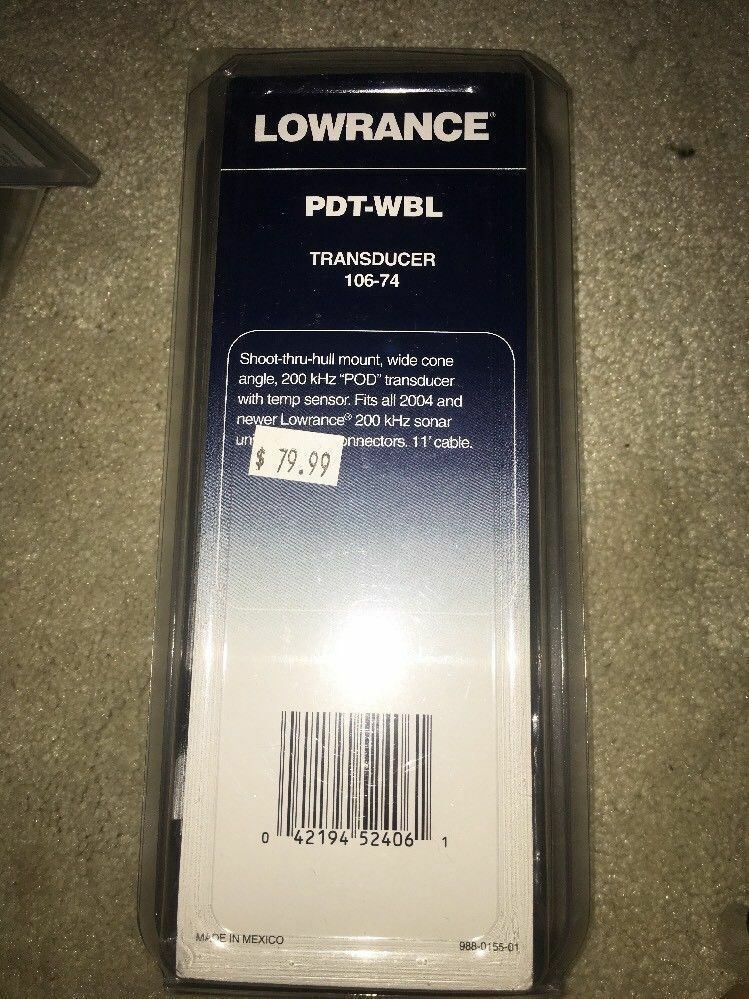 LOWRANCE®
PDT-WBL
TRANSDUCER
106-74
Shoot-thru-hull mount, wide cone
angle, 200 kHz "POD" transducer
with temp sensor. Fits all 2004 and
newer Lowrance® 200 kHz sonar
11' cable.
$ 79.99
0 42194 52406 1
MADE IN MEXICO
988-0155-01